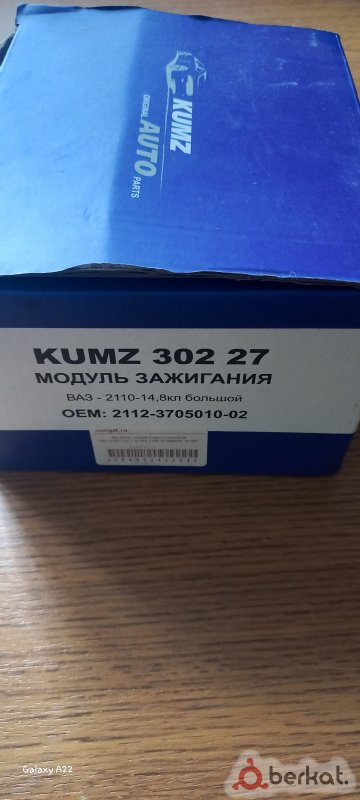 KUMZ
ORIGINAL AUTO PARTS
KUMZ 302 27
МОДУЛЬ ЗАЖИГАНИЯ
ВАЗ - 2110-14,8кл большой
OEM: 2112-3705010-02
Galaxy A22
berkat.